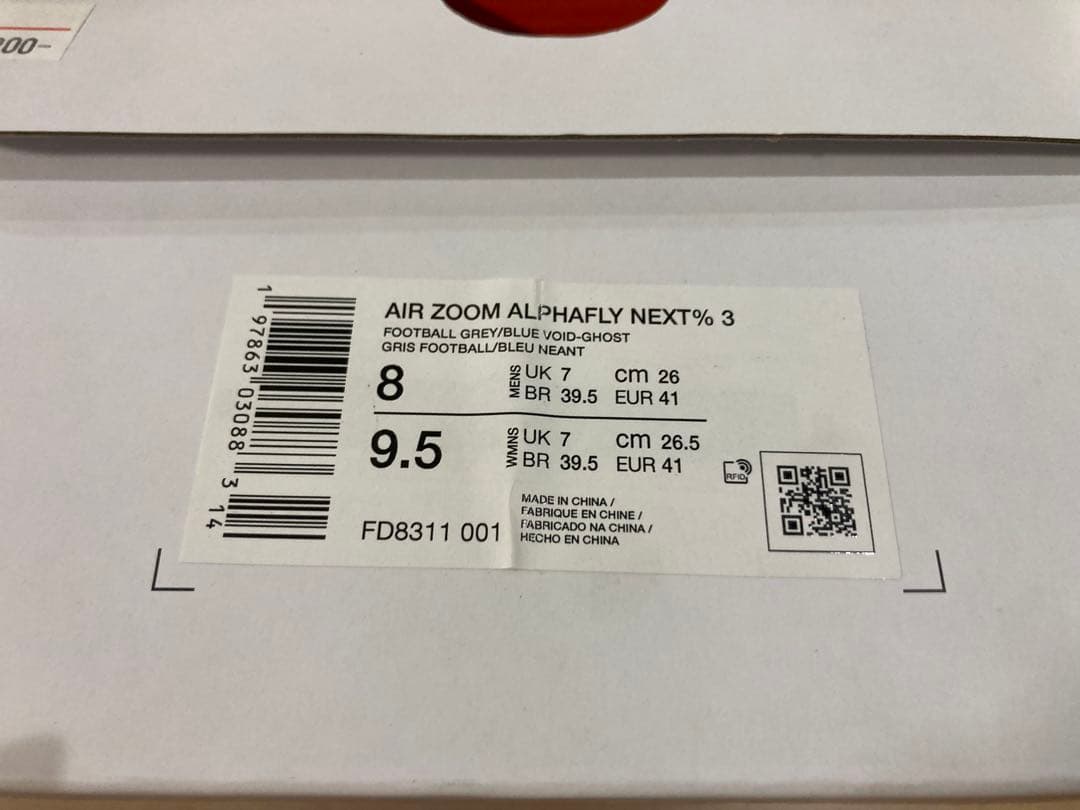 00-
AIR ZOOM ALPHAFLY NEXT% 3
FOOTBALL GREY/BLUE VOID-GHOST
GRIS FOOTBALL/BLEU NEANT
8 MENS UK 7 cm 26
BR 39.5 EUR 41
9.5 WMNS UK 7 cm 26.5
BR 39.5 EUR 41
RFID
MADE IN CHINA /
FABRIQUE EN CHINE /
FABRICADO NA CHINA /
HECHO EN CHINA
FD8311 001
1 97863 03088 3 14